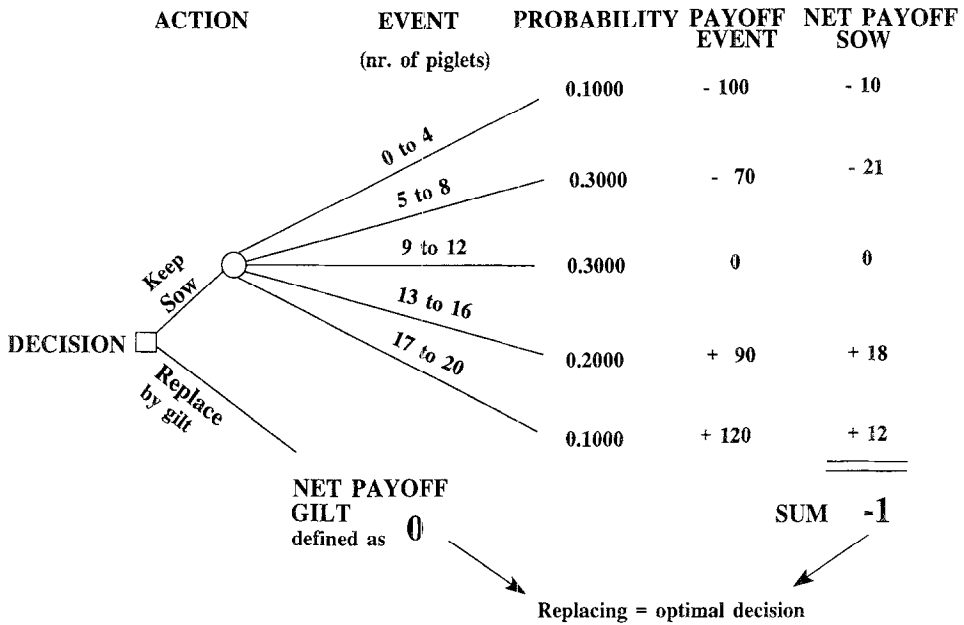 ACTION EVENT PROBABILITY PAYOFF NET PAYOFF
EVENT SOW
(nr. of piglets)
0 to 4 0.1000 - 100 - 10
5 to 8 0.3000 - 70 - 21
9 to 12 0.3000 0 0
13 to 16 0.2000 + 90 + 18
17 to 20 0.1000 + 120 + 12
Keep
Sow
DECISION
Replace
by gilt
NET PAYOFF
GILT
defined as 0
SUM -1
Replacing = optimal decision